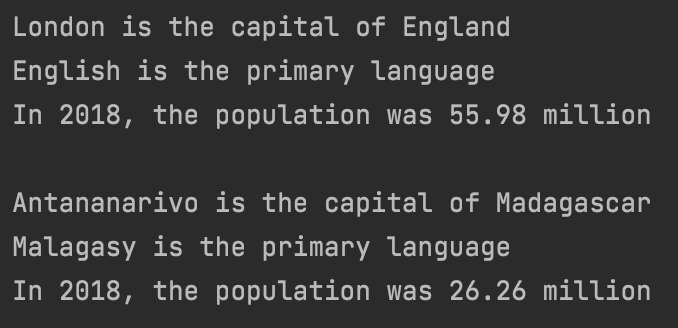 London is the capital of England
English is the primary language
In 2018, the population was 55.98 million
Antananarivo is the capital of Madagascar
Malagasy is the primary language
In 2018, the population was 26.26 million